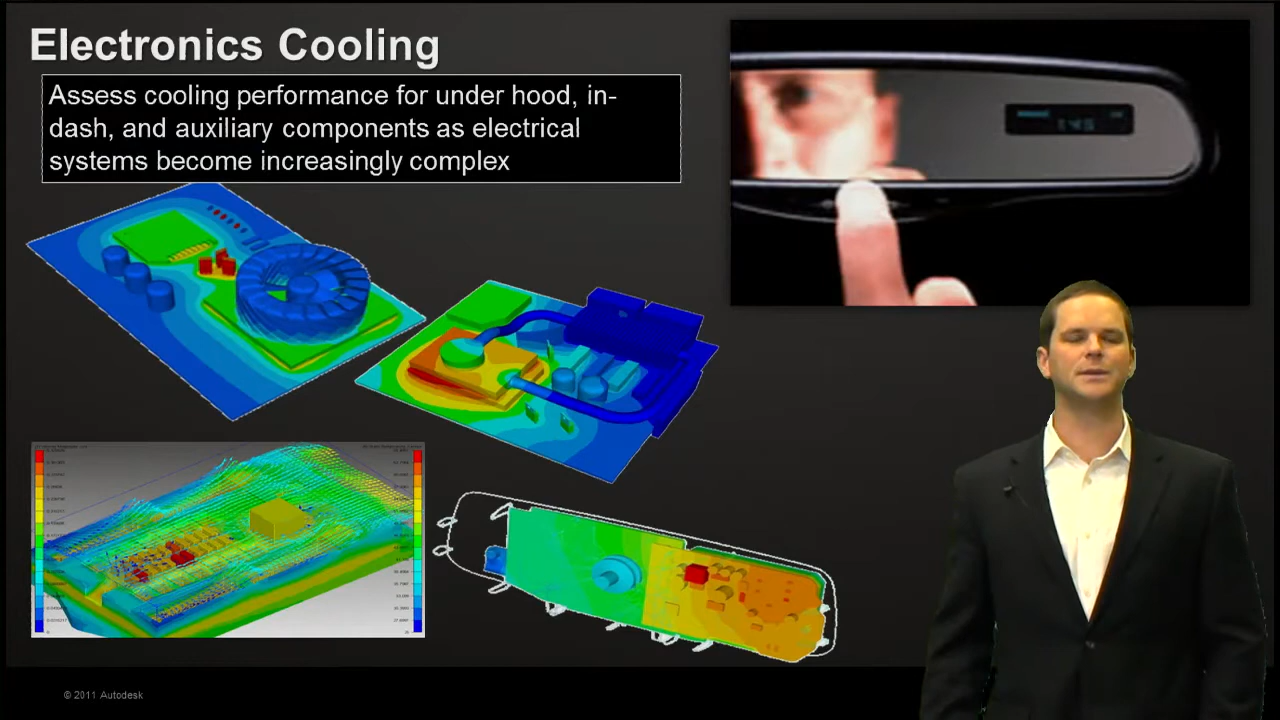 Electronics Cooling
Assess cooling performance for under hood, in-
dash, and auxiliary components as electrical
systems become increasingly complex
© 2011 Autodesk